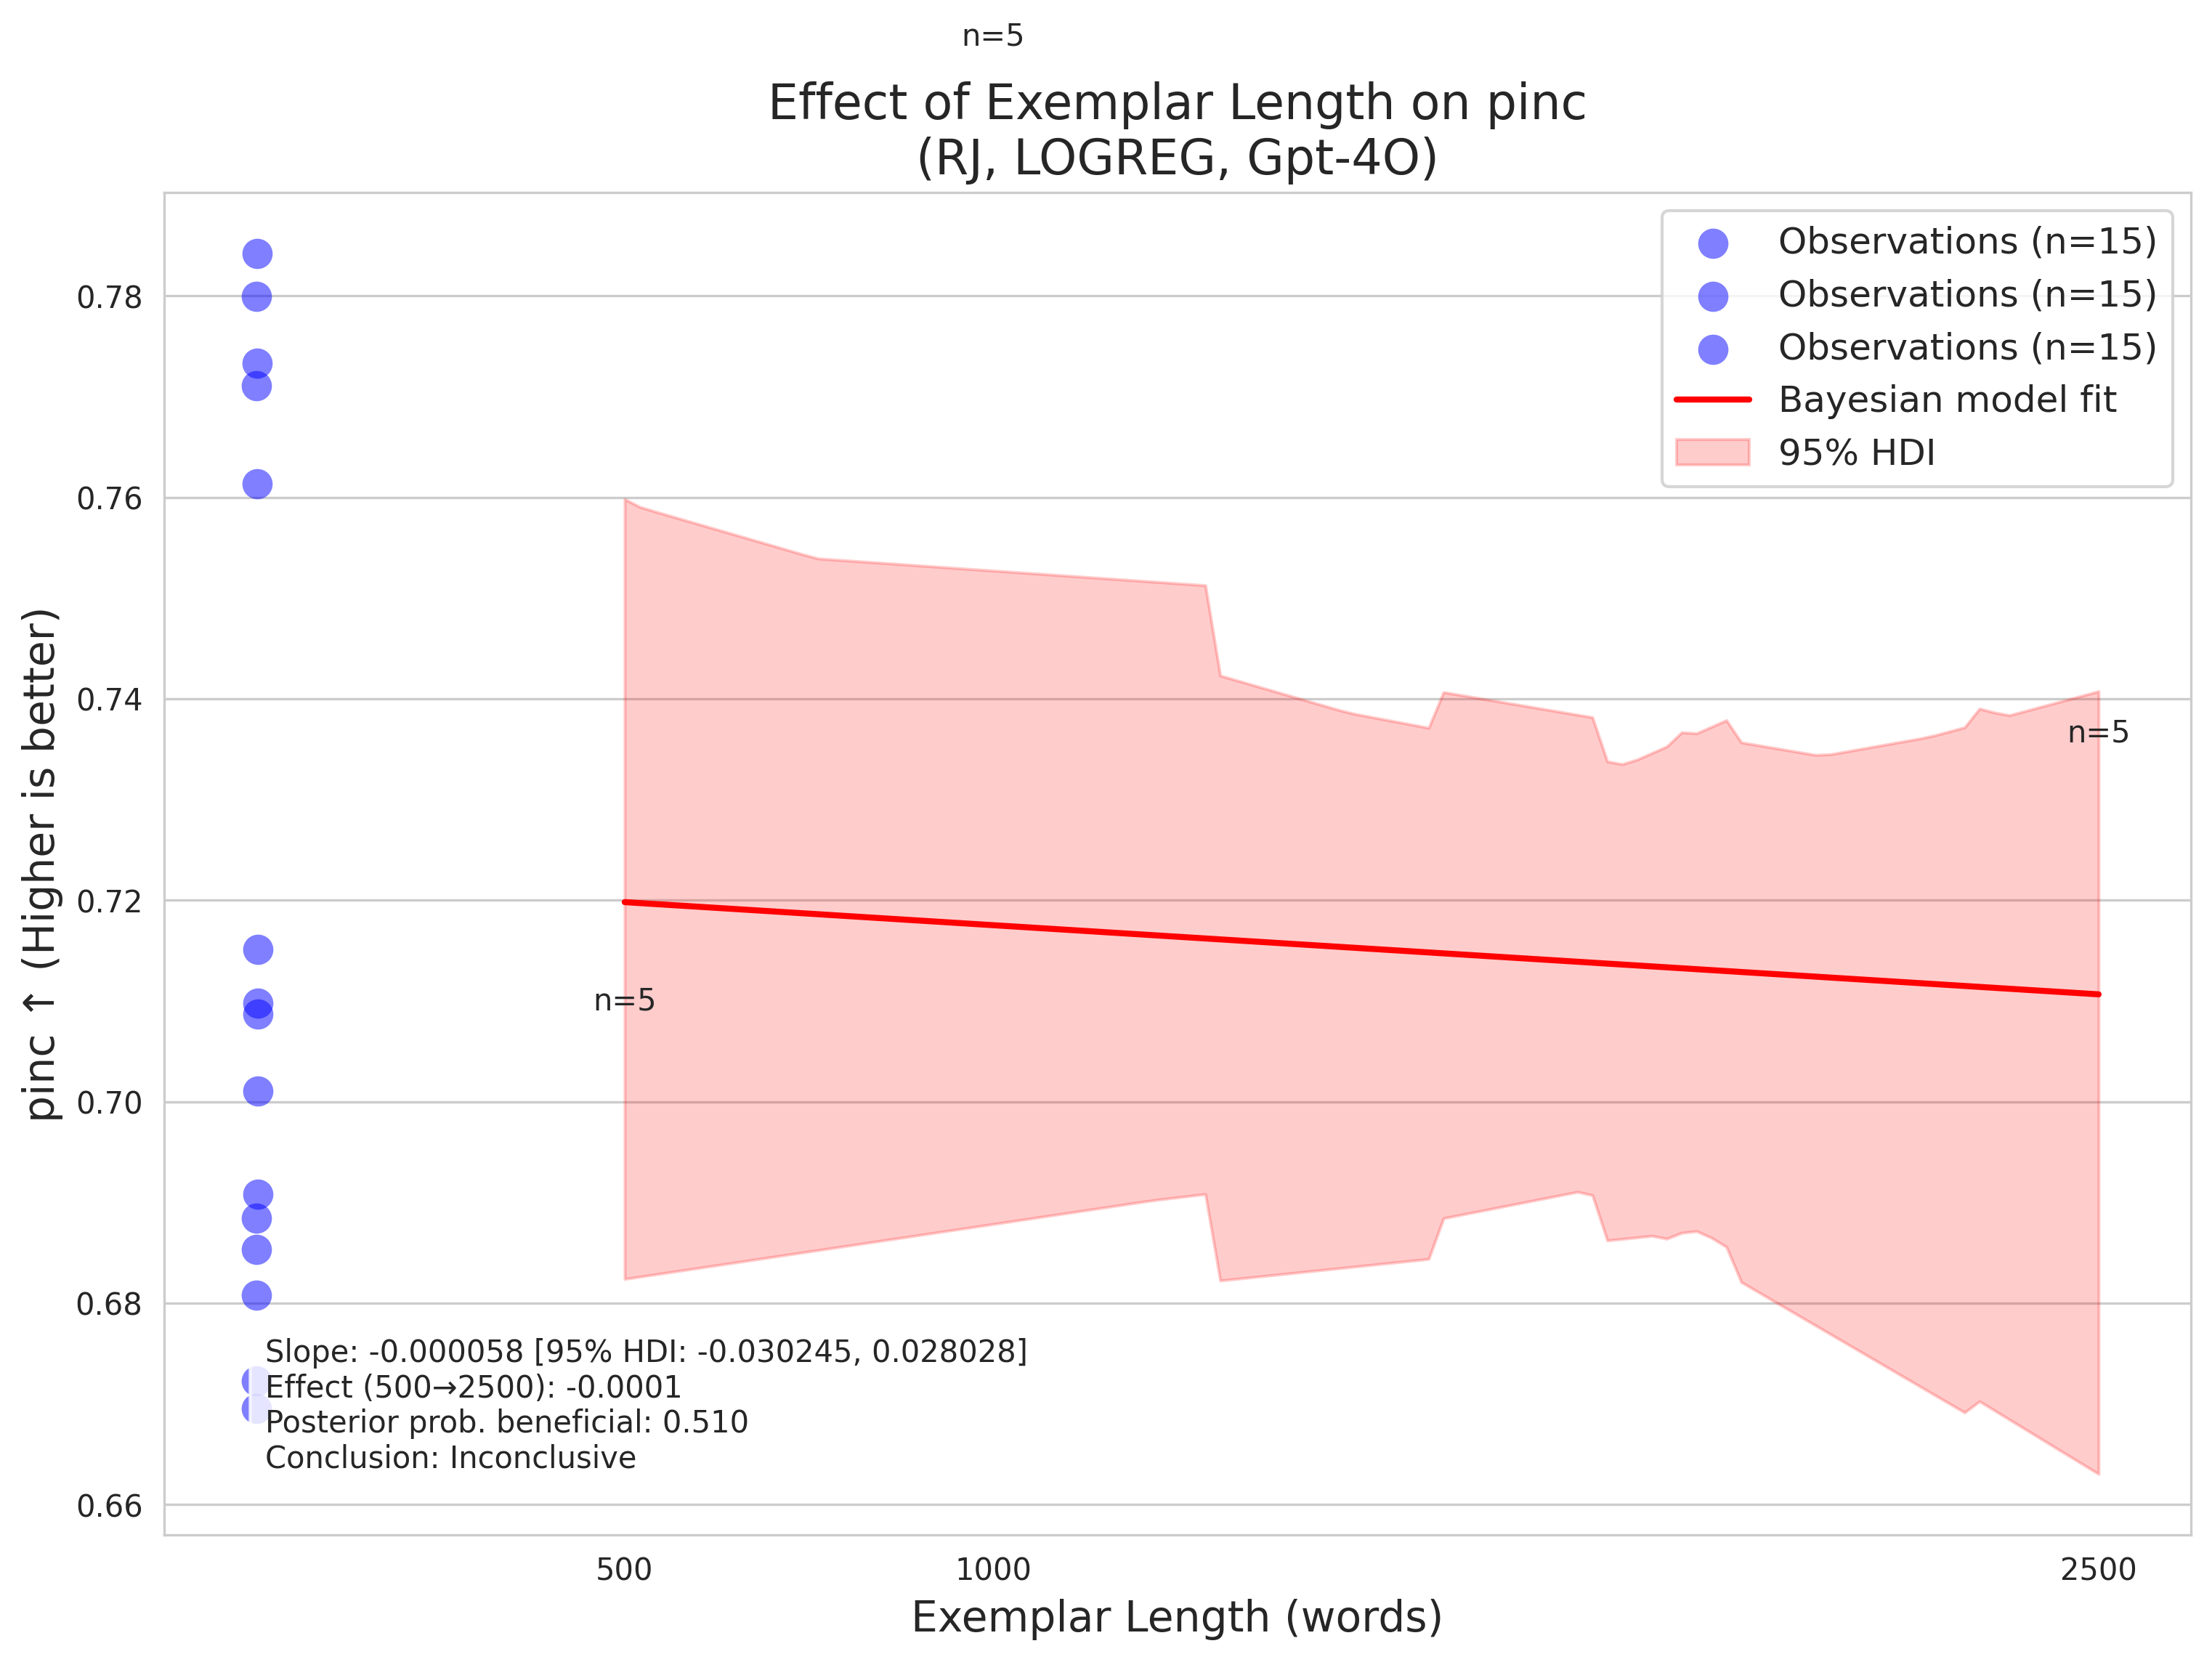 n=5
Effect of Exemplar Length on pinc
(RJ, LOGREG, Gpt-4O)
Observations (n=15)
Observations (n=15)
Observations (n=15)
Bayesian model fit
95% HDI
pinc ↑ (Higher is better)
0.78
0.76
0.74
0.72
0.70
0.68
0.66
n=5
n=5
Slope: -0.000058 [95% HDI: -0.030245, 0.028028]
Effect (500→2500): -0.0001
Posterior prob. beneficial: 0.510
Conclusion: Inconclusive
500
1000
2500
Exemplar Length (words)